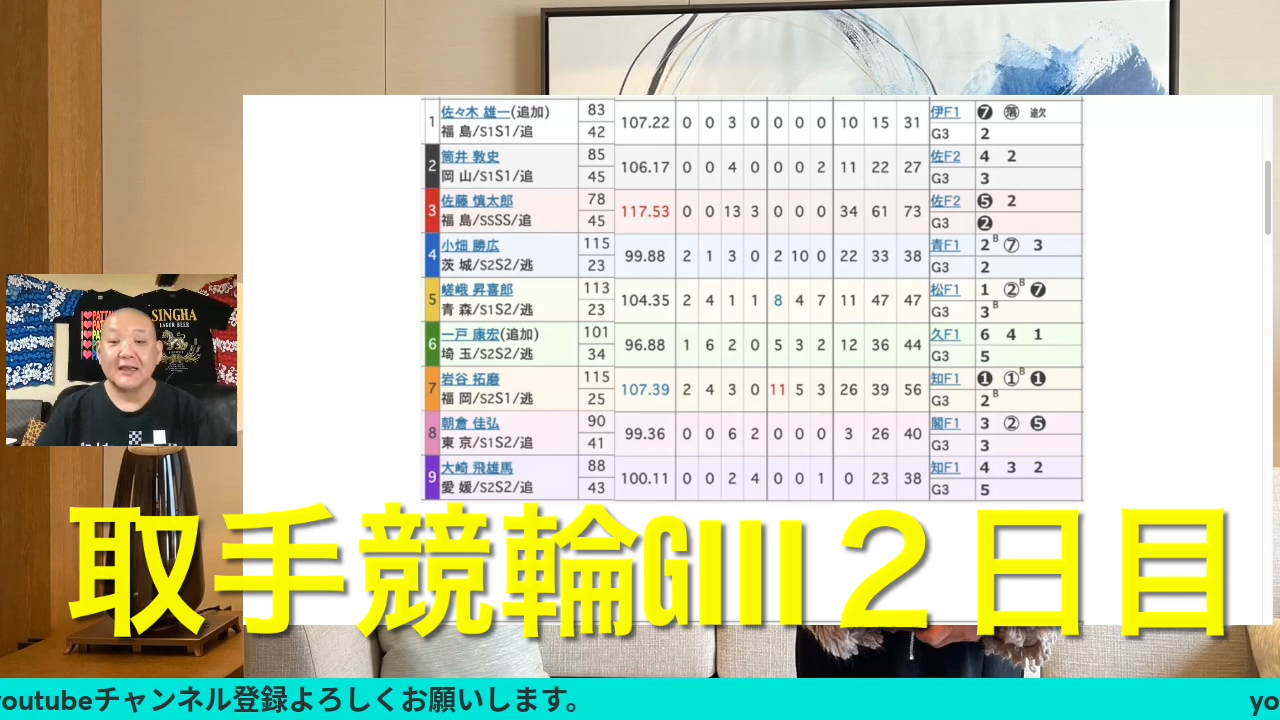 1 佐々木 雄一(追加) 83 107.22 0 0 3 0 0 0 0 10 15 31 伊F1 ❼ ㊡ 途欠
福 島/S1S1/追 42 G3 2
2 筒井 敦史 85 106.17 0 0 4 0 0 0 2 11 22 27 佐F2 4 2
岡 山/S1S1/追 45 G3 3
3 佐藤 慎太郎 78 117.53 0 0 13 3 0 0 0 34 61 73 佐F2 ❺ 2
福 島/SSSS/追 45 G3 ❷
4 小畑 勝広 115 99.88 2 1 3 0 2 10 0 22 33 38 青F1 2 B ⑦ 3
茨 城/S2S2/逃 23 G3 2
5 嵯峨 昇喜郎 113 104.35 2 4 1 1 8 4 7 11 47 47 松F1 1 ② B ❼
青 森/S1S2/逃 23 G3 3 B
6 一戸 康宏(追加) 101 96.88 1 6 2 0 5 3 2 12 36 44 久F1 6 4 1
埼 玉/S2S2/逃 34 G3 5
7 岩谷 拓磨 115 107.39 2 4 3 0 11 5 3 26 39 56 知F1 ❶ ① B ❶
福 岡/S2S1/逃 25 G3 2 B
8 朝倉 佳弘 90 99.36 0 0 6 2 0 0 0 3 26 40 閣F1 3 ② ❺
東 京/S1S2/追 41 G3 3
9 大崎 飛雄馬 88 100.11 0 0 2 4 0 0 1 0 23 38 知F1 4 3 2
愛 媛/S2S2/追 43 G3 5
SINGHA
LAGER BEER
取手競輪GIII２日目
youtubeチャンネル登録よろしくお願いします。 yo